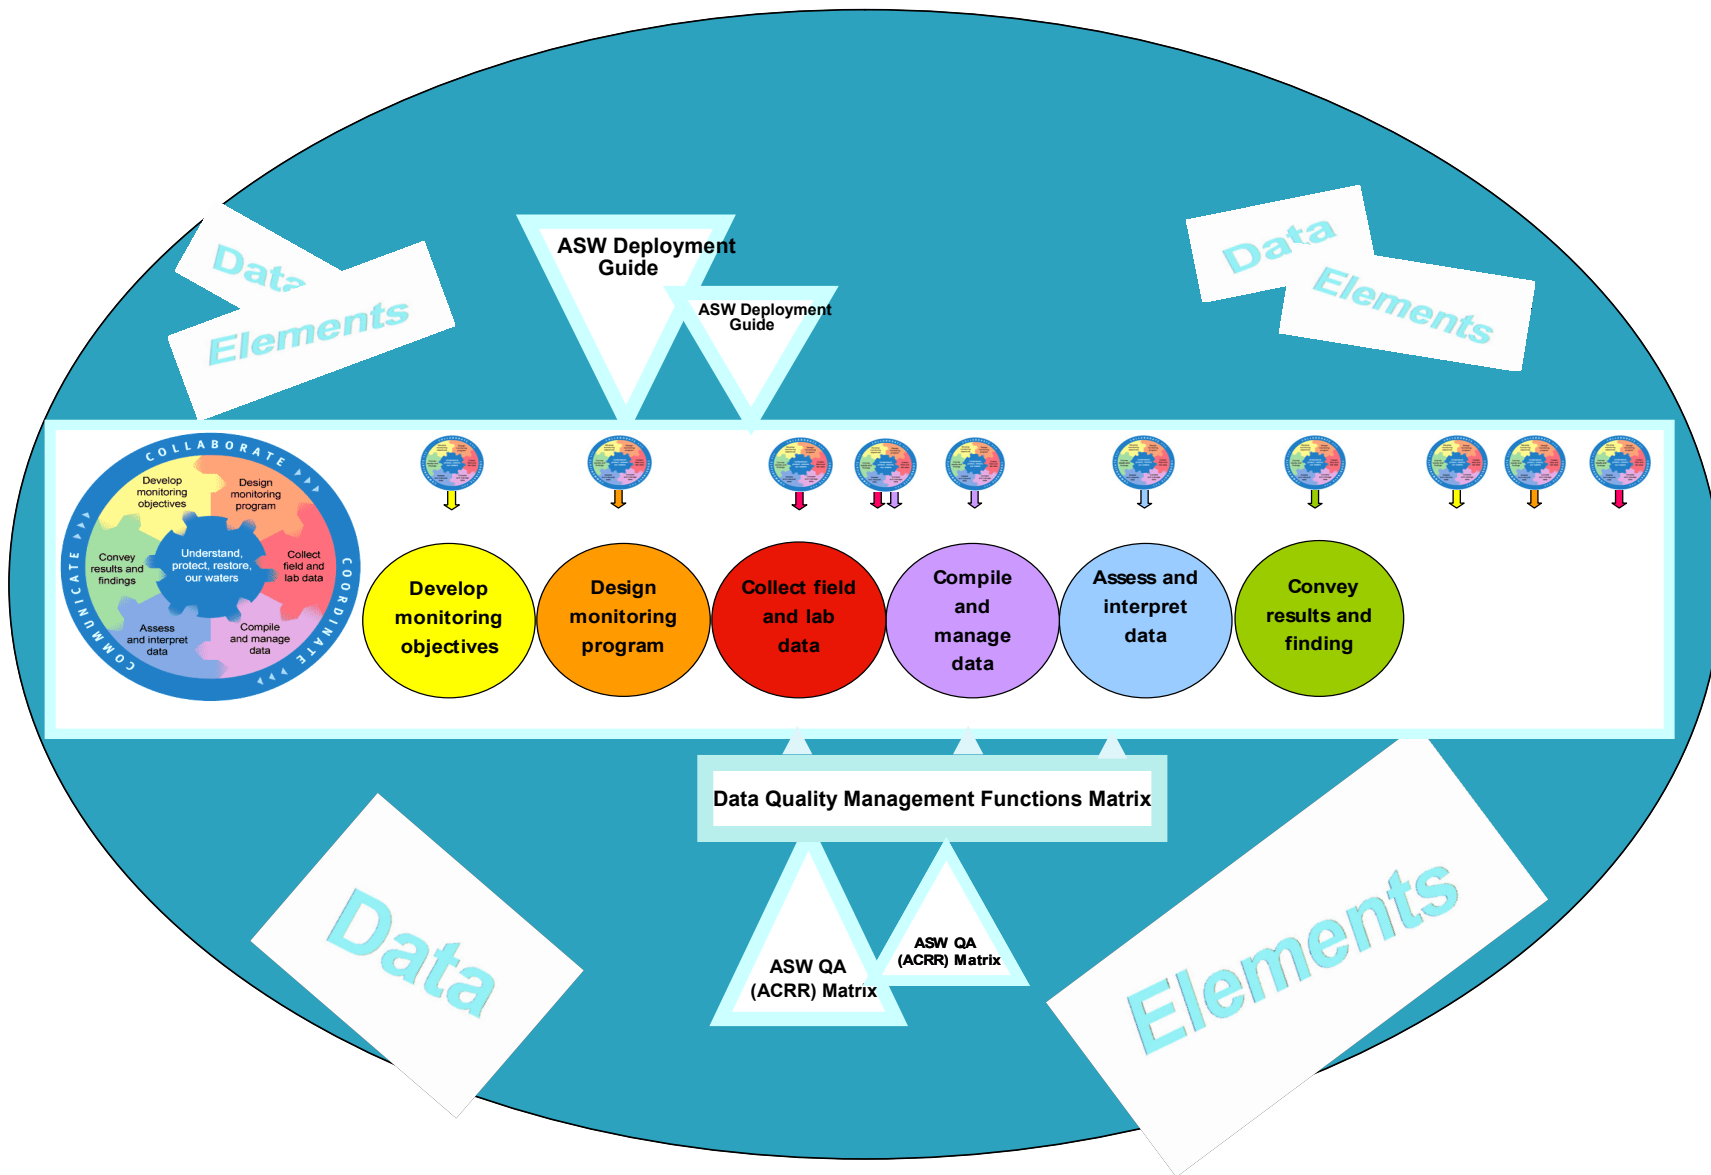 Data
Elements
ASW Deployment
Guide
ASW Deployment
Guide
Data
Elements
COLLABORATE
COORDINATE
COMMUNICATE
Develop
monitoring
objectives
Design
monitoring
program
Convey
results and
findings
Understand,
protect, restore,
our waters
Collect
field and
lab data
Assess
and interpret
data
Compile
and manage
data
Develop
monitoring
objectives
Design
monitoring
program
Collect field
and lab
data
Compile
and
manage
data
Assess and
interpret
data
Convey
results and
finding
Data Quality Management Functions Matrix
ASW QA
(ACRR) Matrix
ASW QA
(ACRR) Matrix
Data
Elements